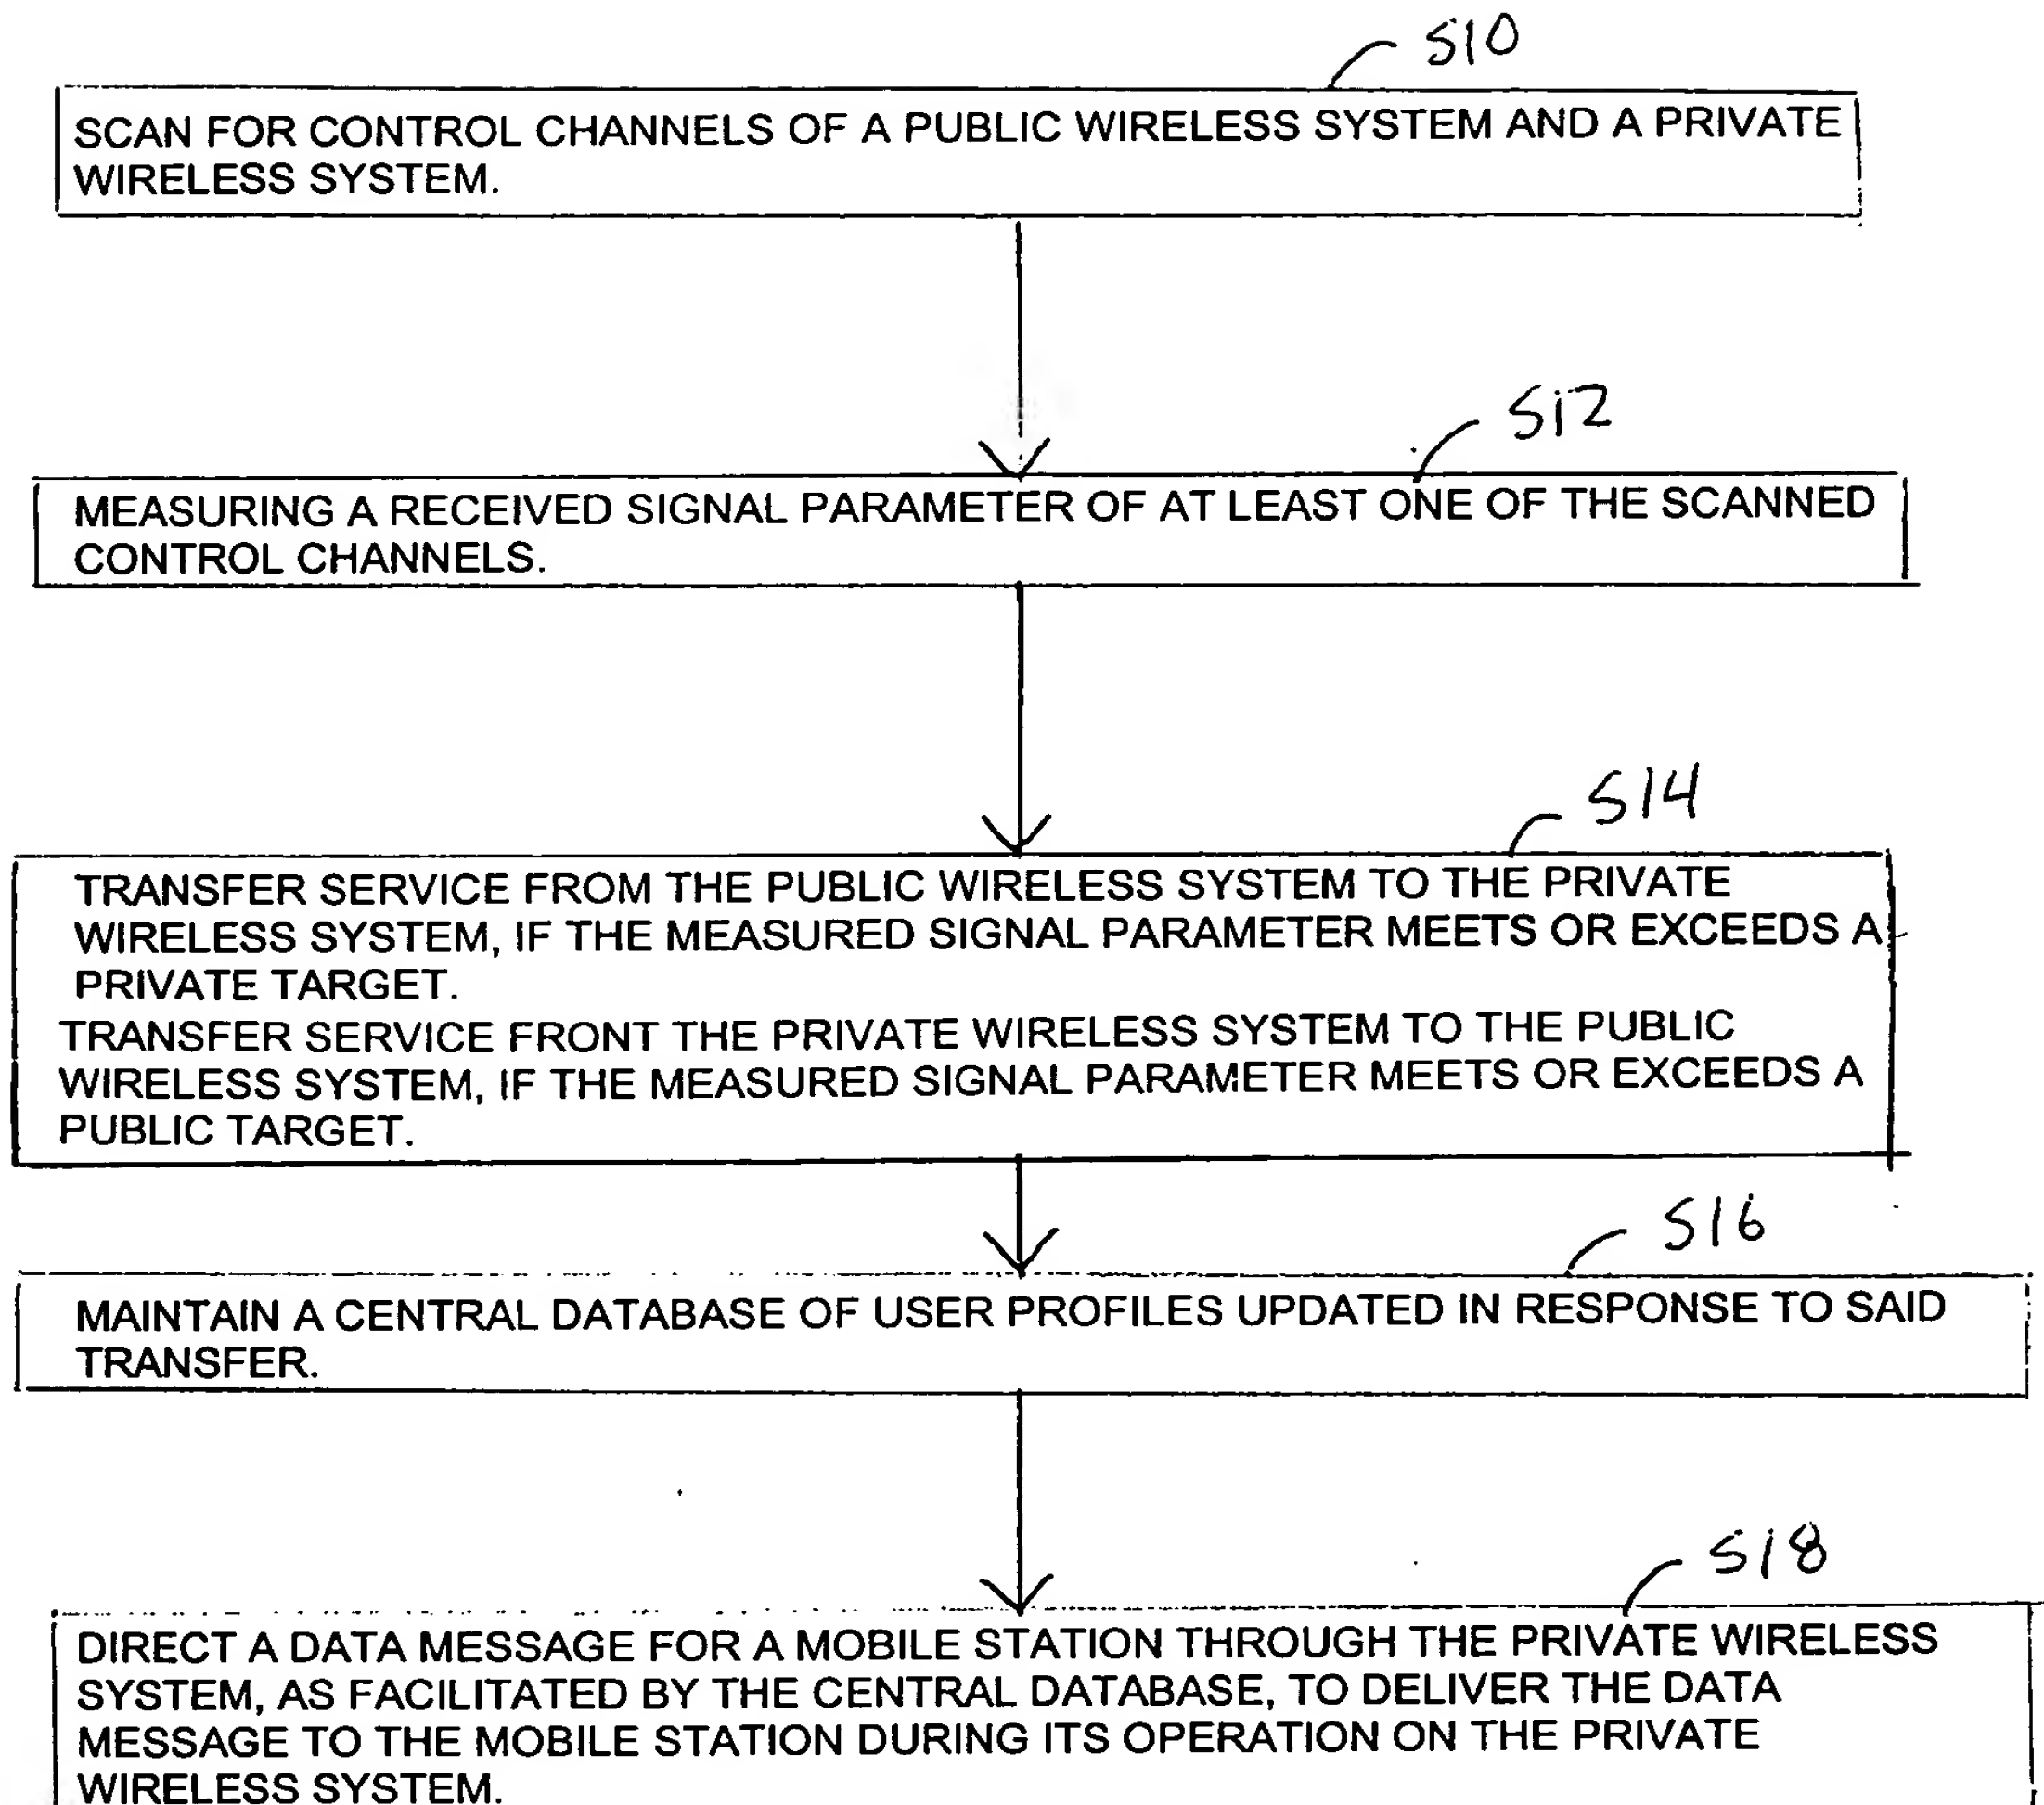 S10
SCAN FOR CONTROL CHANNELS OF A PUBLIC WIRELESS SYSTEM AND A PRIVATE
WIRELESS SYSTEM.
S12
MEASURING A RECEIVED SIGNAL PARAMETER OF AT LEAST ONE OF THE SCANNED
CONTROL CHANNELS.
S14
TRANSFER SERVICE FROM THE PUBLIC WIRELESS SYSTEM TO THE PRIVATE
WIRELESS SYSTEM, IF THE MEASURED SIGNAL PARAMETER MEETS OR EXCEEDS A
PRIVATE TARGET.
TRANSFER SERVICE FRONT THE PRIVATE WIRELESS SYSTEM TO THE PUBLIC
WIRELESS SYSTEM, IF THE MEASURED SIGNAL PARAMETER MEETS OR EXCEEDS A
PUBLIC TARGET.
S16
MAINTAIN A CENTRAL DATABASE OF USER PROFILES UPDATED IN RESPONSE TO SAID
TRANSFER.
S18
DIRECT A DATA MESSAGE FOR A MOBILE STATION THROUGH THE PRIVATE WIRELESS
SYSTEM, AS FACILITATED BY THE CENTRAL DATABASE, TO DELIVER THE DATA
MESSAGE TO THE MOBILE STATION DURING ITS OPERATION ON THE PRIVATE
WIRELESS SYSTEM.